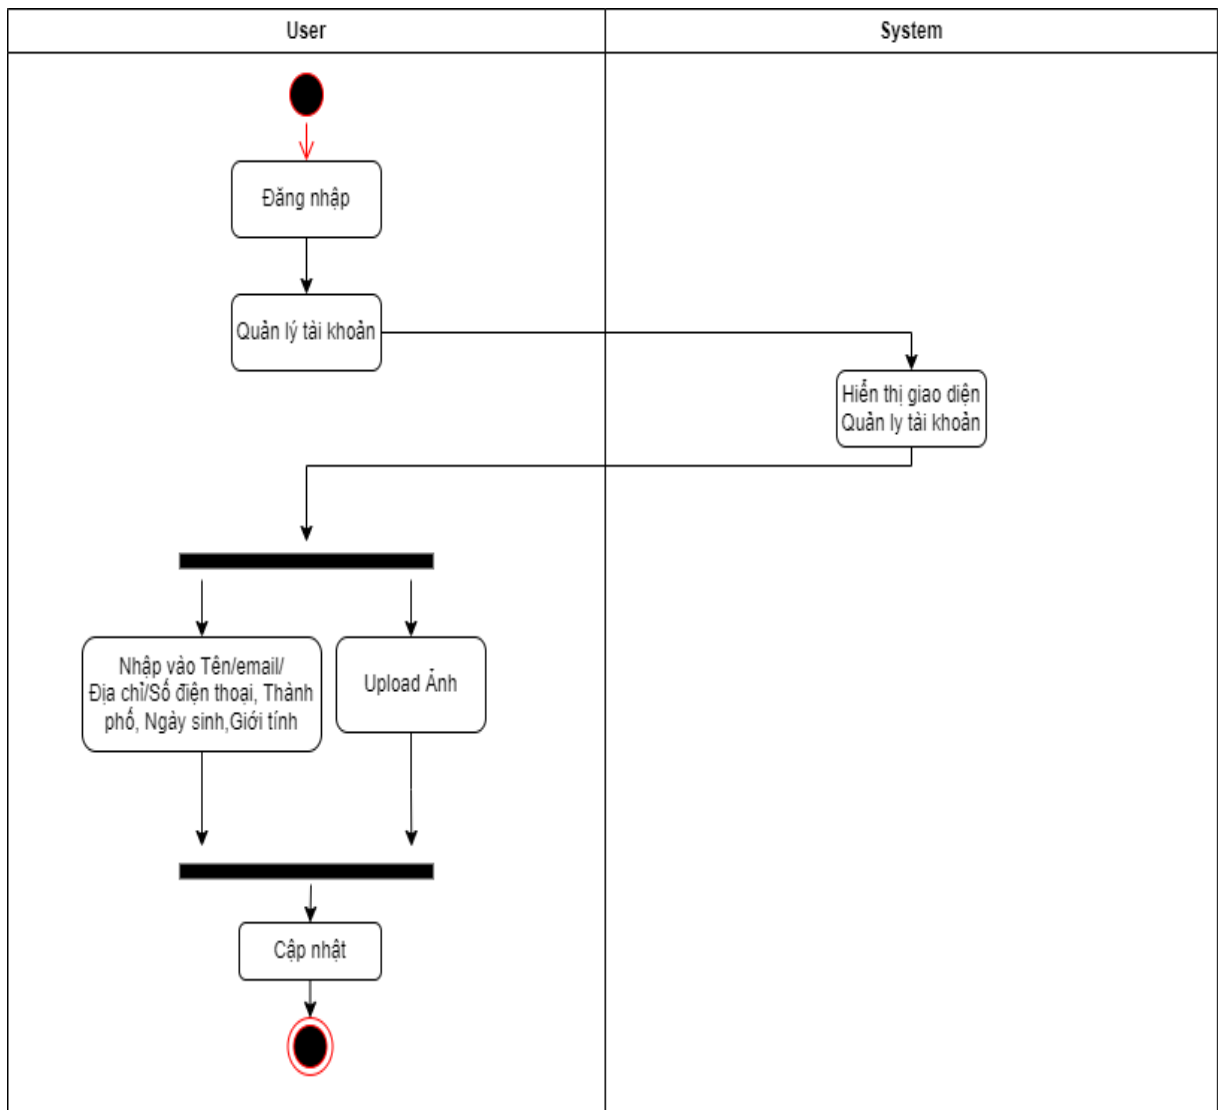 User
System
Đăng nhập
Quản lý tài khoản
Hiển thị giao diện
Quản ly tài khoản
Nhập vào Tên/email/
Địa chỉ/Số điện thoại, Thành
phố, Ngày sinh,Giới tính
Upload Ảnh
Cập nhật